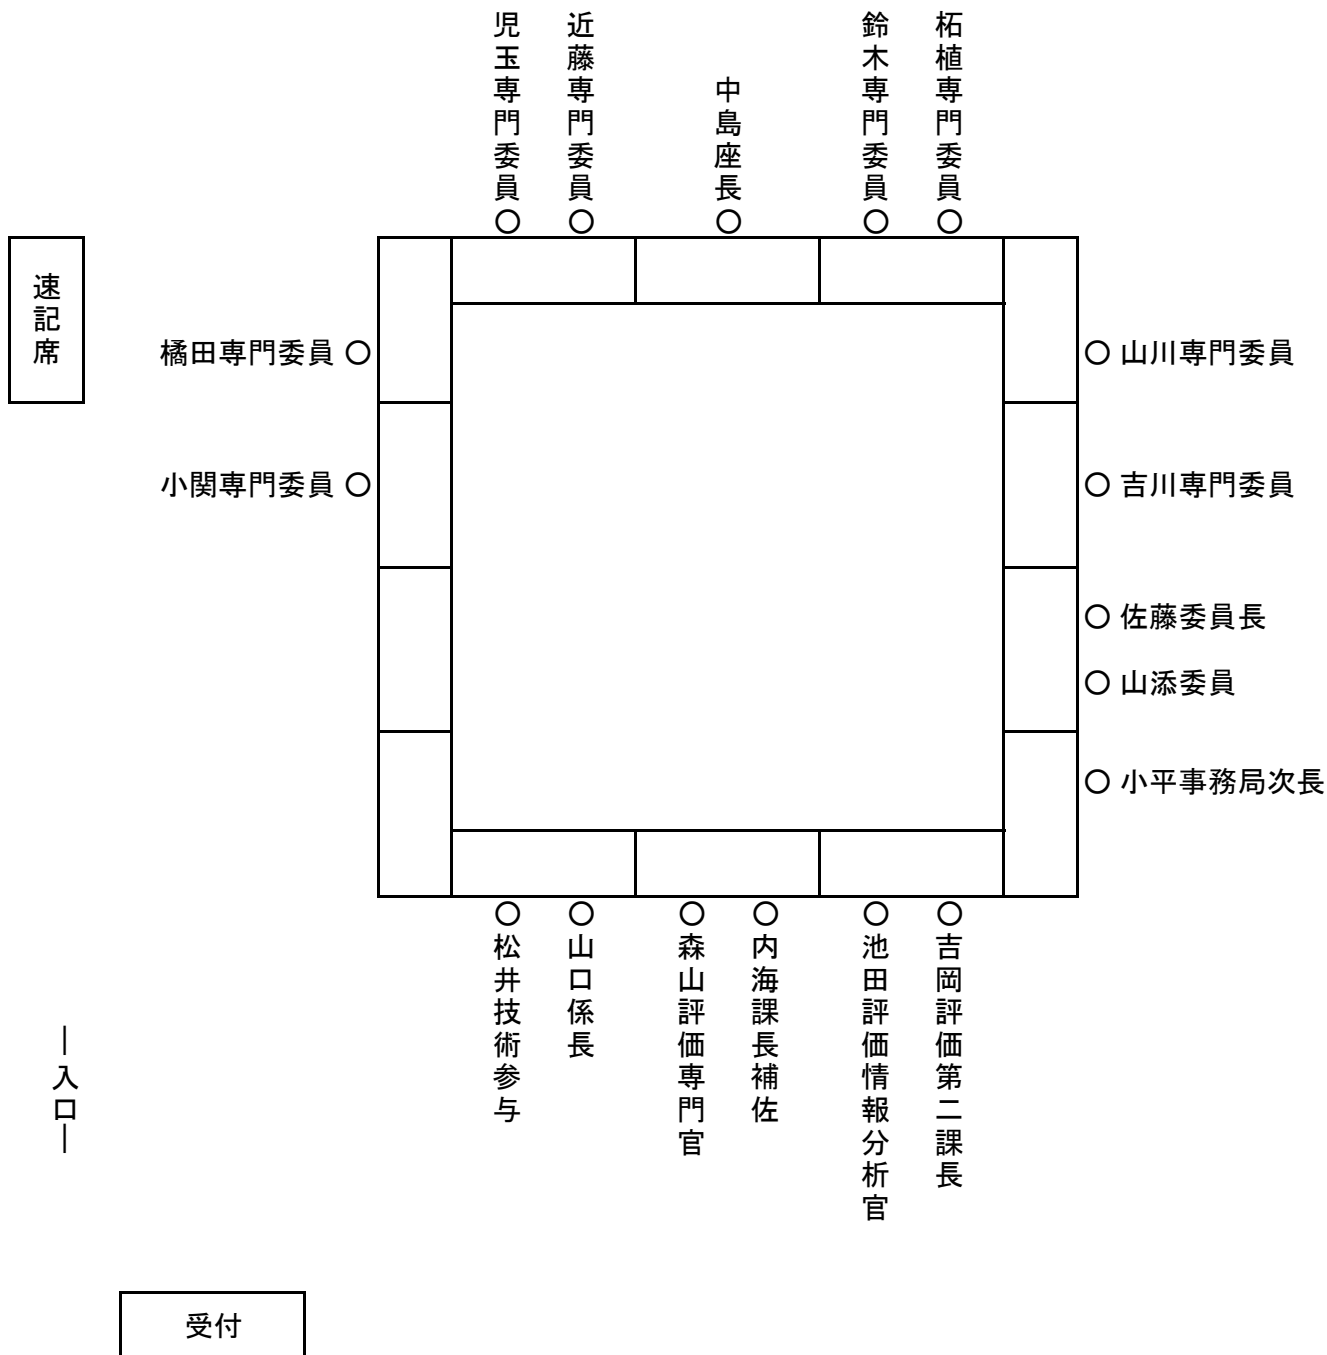 児玉専門委員
近藤専門委員
中島座長
鈴木専門委員
柘植専門委員
速記席
橘田専門委員
山川専門委員
小関専門委員
吉川専門委員
佐藤委員長
山添委員
小平事務局次長
松井技術参与
山口係長
森山評価専門官
内海課長補佐
池田評価情報分析官
吉岡評価第二課長
―入口―
受付